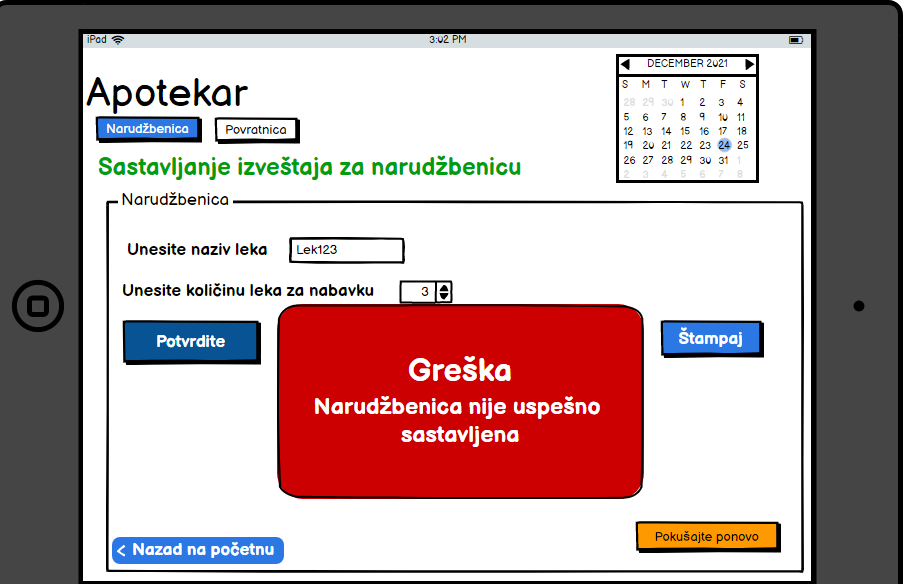 iPad
3:02 PM
DECEMBER 2021
S M T W T F S
28 29 30 1 2 3 4
5 6 7 8 9 10 11
12 13 14 15 16 17 18
19 20 21 22 23 24 25
26 27 28 29 30 31 1
2 3 4 5 6 7 8
Apotekar
Narudžbenica
Povratnica
Sastavljanje izveštaja za narudžbenicu
Narudžbenica
Unesite naziv leka
Lek123
Unesite količinu leka za nabavku
3
Potvrdite
Greška
Narudžbenica nije uspešno
sastavljena
Štampaj
< Nazad na početnu
Pokušajte ponovo